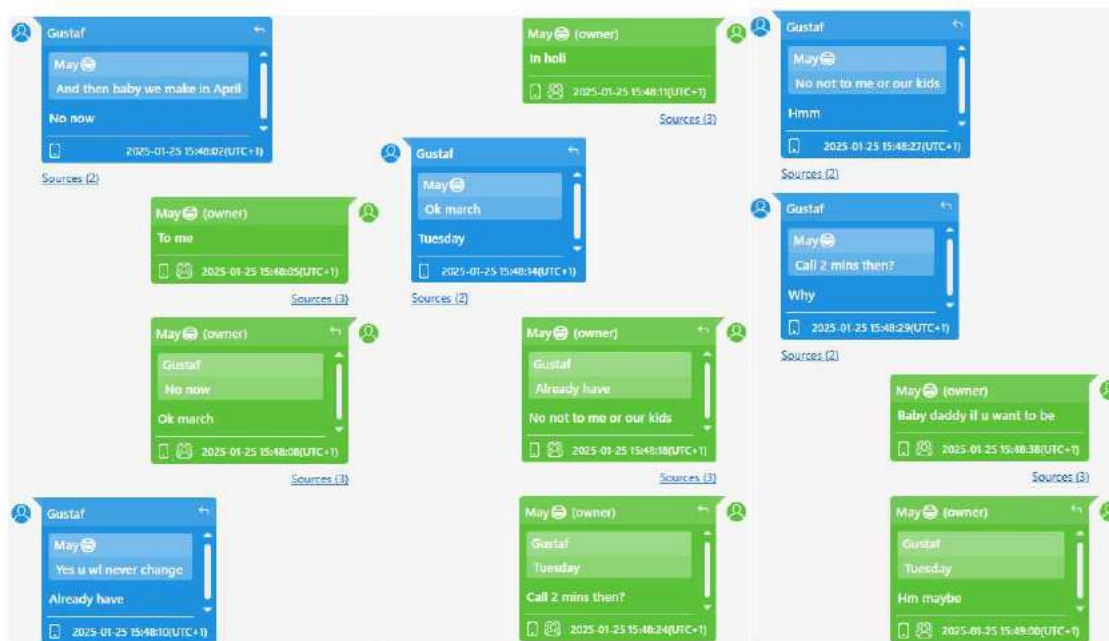 Gustaf
May😁
And then baby we make in April
No now
2025-01-25 15:48:02(UTC+1)
Sources (2)
May😁 (owner)
To me
2025-01-25 15:48:05(UTC+1)
Sources (3)
May😁 (owner)
Gustaf
No now
Ok march
2025-01-25 15:48:08(UTC+1)
Sources (3)
Gustaf
May😁
Yes u wl never change
Already have
2025-01-25 15:48:10(UTC+1)
May😁 (owner)
In holi
2025-01-25 15:48:11(UTC+1)
Sources (3)
Gustaf
May😁
Ok march
Tuesday
2025-01-25 15:48:14(UTC+1)
Sources (2)
May😁 (owner)
Gustaf
Already have
No not to me or our kids
2025-01-25 15:48:18(UTC+1)
Sources (3)
May😁 (owner)
Gustaf
Tuesday
Call 2 mins then?
2025-01-25 15:48:24(UTC+1)
Gustaf
May😁
No not to me or our kids
Hmm
2025-01-25 15:48:27(UTC+1)
Sources (2)
Gustaf
May😁
Call 2 mins then?
Why
2025-01-25 15:48:29(UTC+1)
Sources (2)
May😁 (owner)
Baby daddy if u want to be
2025-01-25 15:48:38(UTC+1)
Sources (3)
May😁 (owner)
Gustaf
Tuesday
Hm maybe
2025-01-25 15:49:00(UTC+1)